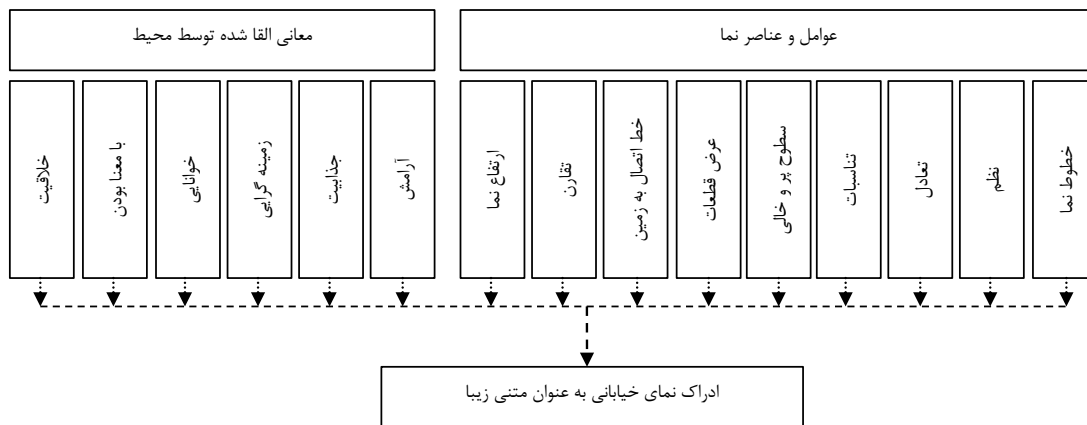 عوامل و عناصر نما
خطوط نما
نظم
تعادل
تناسبات
سطوح پر و خالی
عرض قطعات
خط اتصال به زمین
تقارن
ارتفاع نما
معانی القا شده توسط محیط
آرامش
جذابیت
زمینه گرایی
خوانایی
با معنا بودن
خلاقیت
ادراک نمای خیابانی به عنوان متنی زیبا